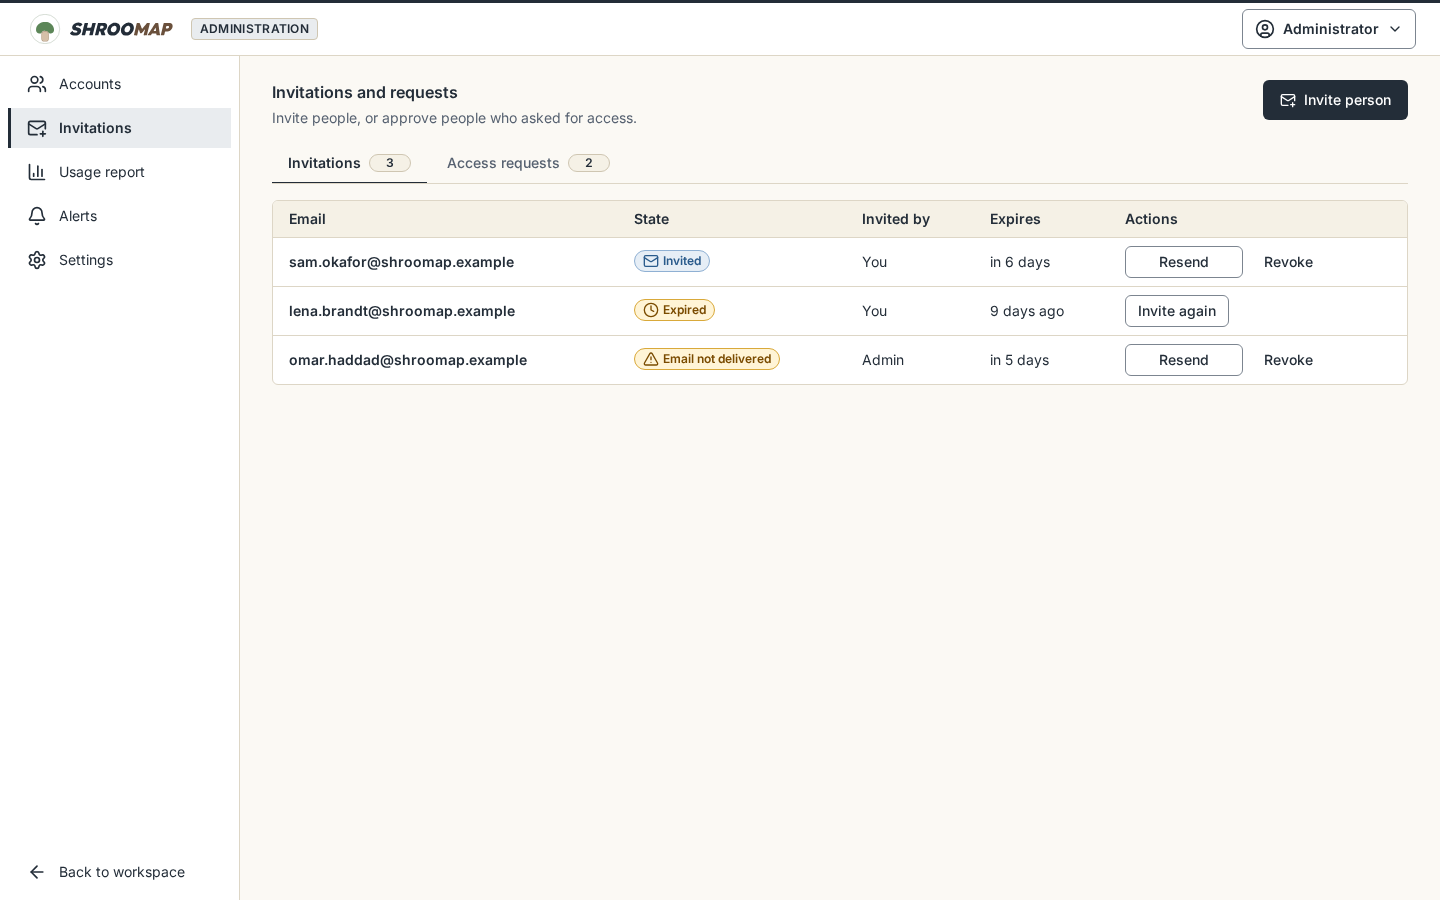 SHROOMAP ADMINISTRATION Administrator
Accounts
Invitations
Usage report
Alerts
Settings
Back to workspace
Invitations and requests
Invite people, or approve people who asked for access.
Invite person
Invitations 3 Access requests 2
Email State Invited by Expires Actions
sam.okafor@shroomap.example Invited You in 6 days Resend Revoke
lena.brandt@shroomap.example Expired You 9 days ago Invite again
omar.haddad@shroomap.example Email not delivered Admin in 5 days Resend Revoke